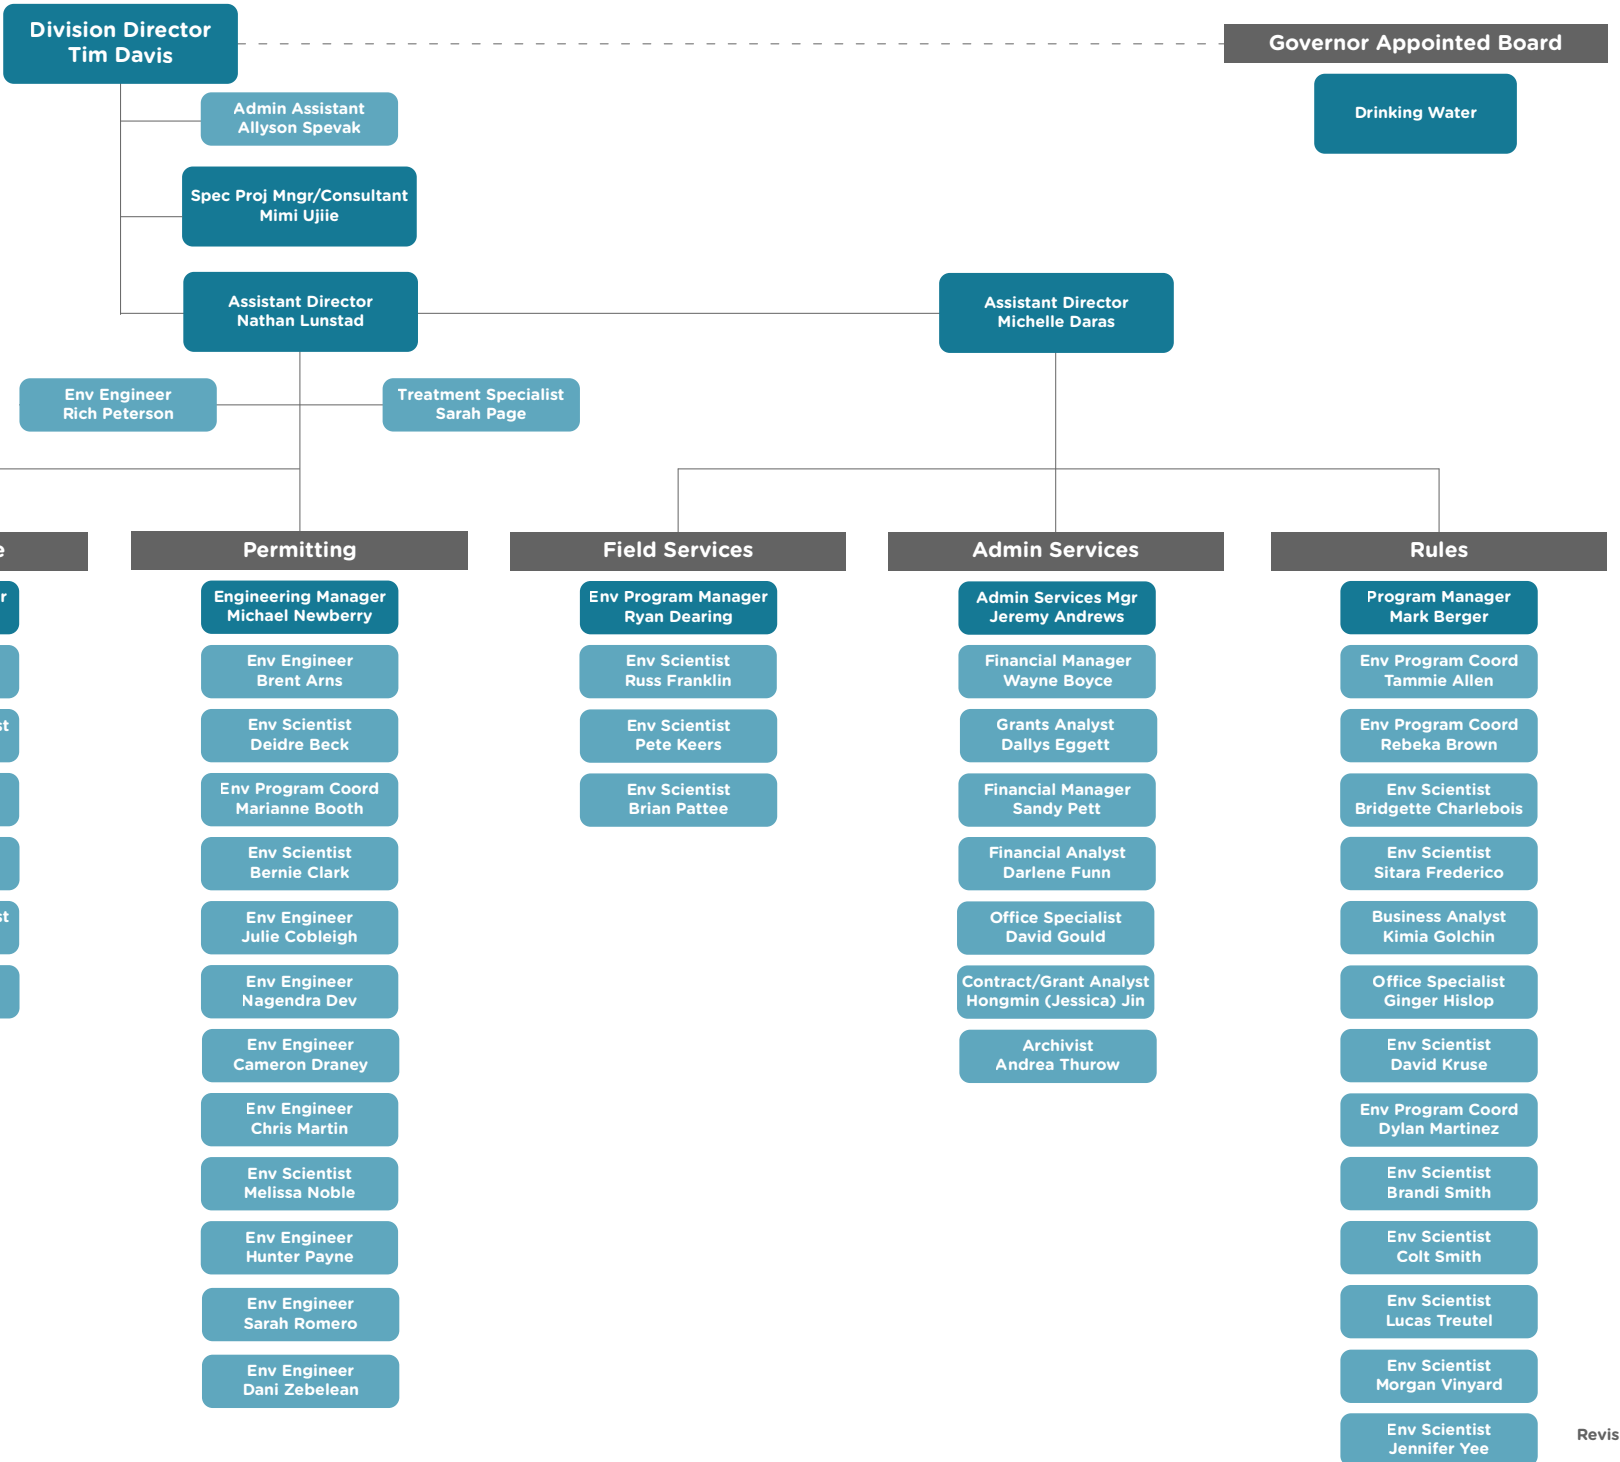 Division Director
Tim Davis
Governor Appointed Board
Drinking Water
Admin Assistant
Allyson Spevak
Spec Proj Mngr/Consultant
Mimi Ujiie
Assistant Director
Nathan Lunstad
Assistant Director
Michelle Daras
Env Engineer
Rich Peterson
Treatment Specialist
Sarah Page
Permitting
Engineering Manager
Michael Newberry
Env Engineer
Brent Arns
Env Scientist
Deidre Beck
Env Program Coord
Marianne Booth
Env Scientist
Bernie Clark
Env Engineer
Julie Cobleigh
Env Engineer
Nagendra Dev
Env Engineer
Cameron Draney
Env Engineer
Chris Martin
Env Scientist
Melissa Noble
Env Engineer
Hunter Payne
Env Engineer
Sarah Romero
Env Engineer
Dani Zebelean
Field Services
Env Program Manager
Ryan Dearing
Env Scientist
Russ Franklin
Env Scientist
Pete Keers
Env Scientist
Brian Pattee
Admin Services
Admin Services Mgr
Jeremy Andrews
Financial Manager
Wayne Boyce
Grants Analyst
Dallys Eggett
Financial Manager
Sandy Pett
Financial Analyst
Darlene Funn
Office Specialist
David Gould
Contract/Grant Analyst
Hongmin (Jessica) Jin
Archivist
Andrea Thurow
Rules
Program Manager
Mark Berger
Env Program Coord
Tammie Allen
Env Program Coord
Rebeka Brown
Env Scientist
Bridgette Charlebois
Env Scientist
Sitara Frederico
Business Analyst
Kimia Golchin
Office Specialist
Ginger Hislop
Env Scientist
David Kruse
Env Program Coord
Dylan Martinez
Env Scientist
Brandi Smith
Env Scientist
Colt Smith
Env Scientist
Lucas Treutel
Env Scientist
Morgan Vinyard
Env Scientist
Jennifer Yee
Revis